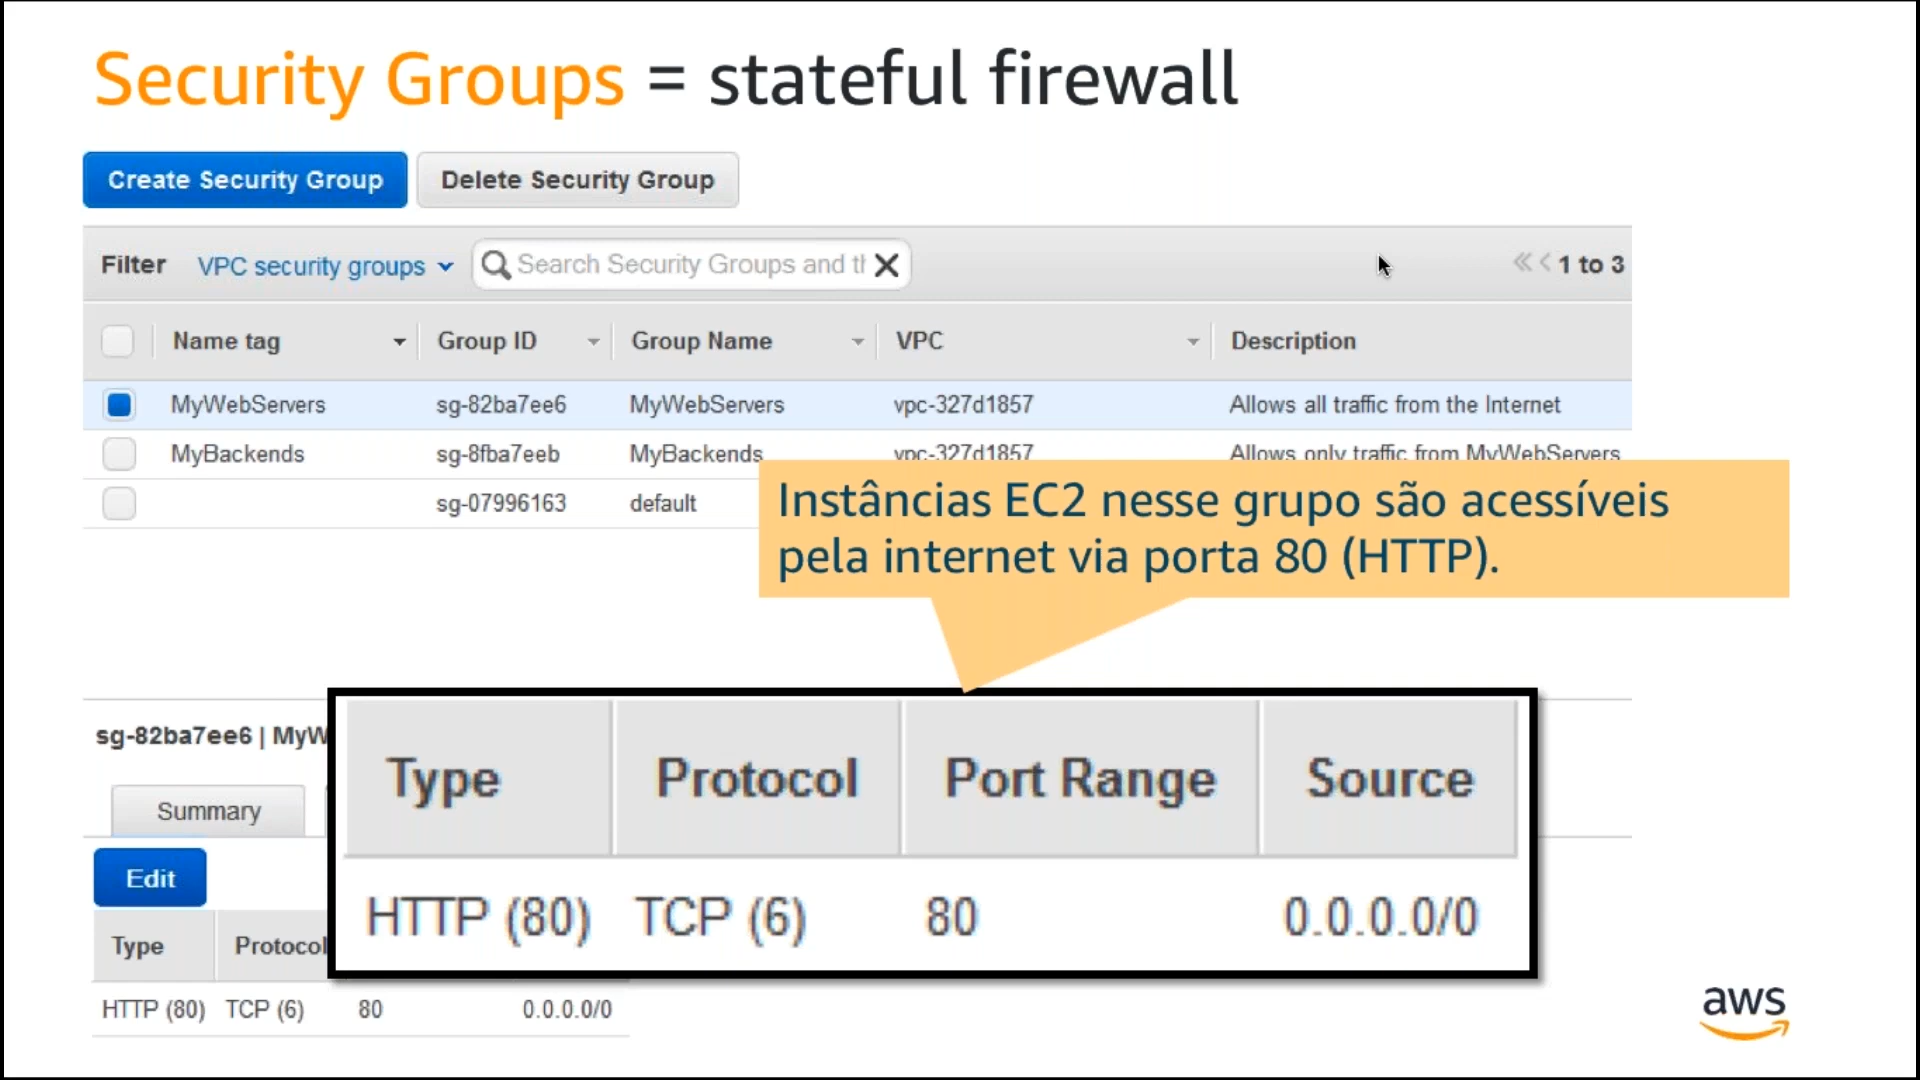 Security Groups = stateful firewall
Create Security Group Delete Security Group
Filter VPC security groups Search Security Groups and th 1 to 3
Name tag Group ID Group Name VPC Description
MyWebServers sg-82ba7ee6 MyWebServers vpc-327d1857 Allows all traffic from the Internet
MyBackends sg-8fba7eeb MyBackends vpc-327d1857 Allows only traffic from MyWebServers
sg-07996163 default
Instâncias EC2 nesse grupo são acessíveis
pela internet via porta 80 (HTTP).
sg-82ba7ee6 | MyW
Summary
Edit
Type Protocol
HTTP (80) TCP (6) 80 0.0.0.0/0
Type Protocol Port Range Source
HTTP (80) TCP (6) 80 0.0.0.0/0
aws